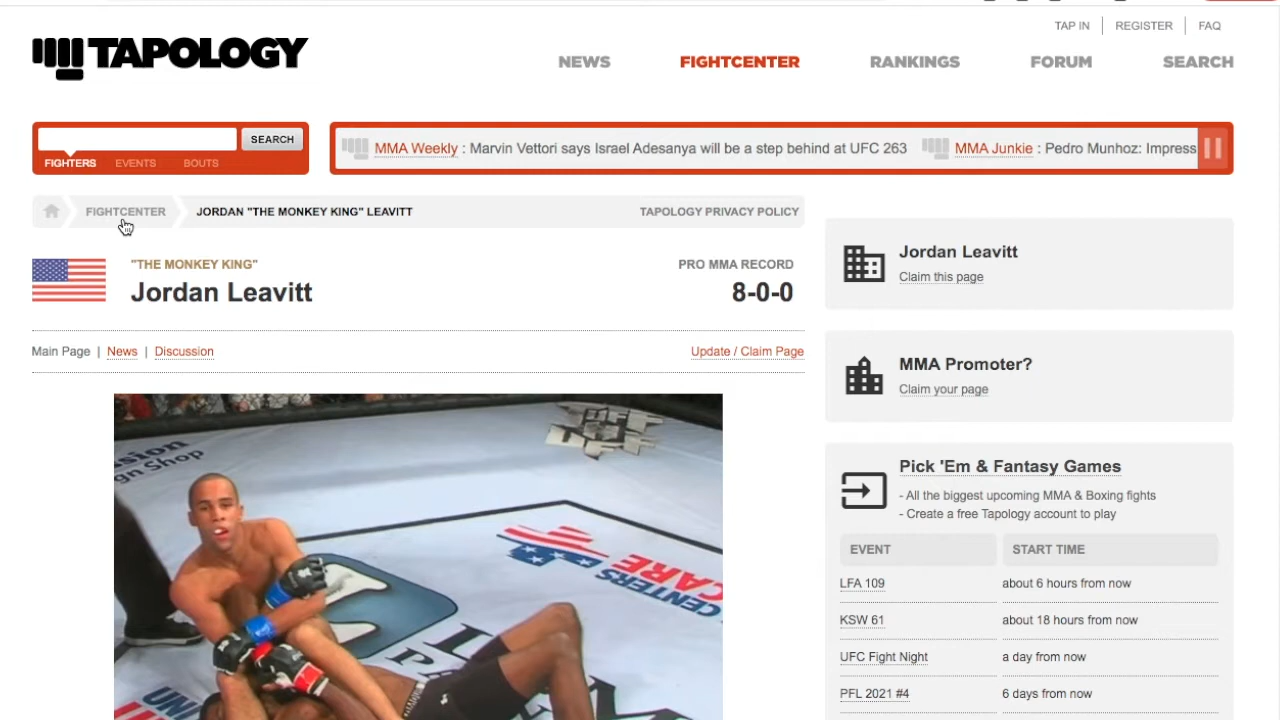 TAP IN
REGISTER
FAQ
TAPOLOGY
NEWS
FIGHTCENTER
RANKINGS
FORUM
SEARCH
SEARCH
FIGHTERS
EVENTS
BOUTS
MMA Weekly : Marvin Vettori says Israel Adesanya will be a step behind at UFC 263
MMA Junkie : Pedro Munhoz: Impress
FIGHTCENTER
JORDAN "THE MONKEY KING" LEAVITT
TAPOLOGY PRIVACY POLICY
"THE MONKEY KING"
Jordan Leavitt
PRO MMA RECORD
8-0-0
Main Page | News | Discussion
Update / Claim Page
sion
gn Shop
CENTERS
CARE
UNI
Jordan Leavitt
Claim this page
MMA Promoter?
Claim your page
Pick 'Em & Fantasy Games
- All the biggest upcoming MMA & Boxing fights
- Create a free Tapology account to play
EVENT START TIME
LFA 109 about 6 hours from now
KSW 61 about 18 hours from now
UFC Fight Night a day from now
PFL 2021 #4 6 days from now